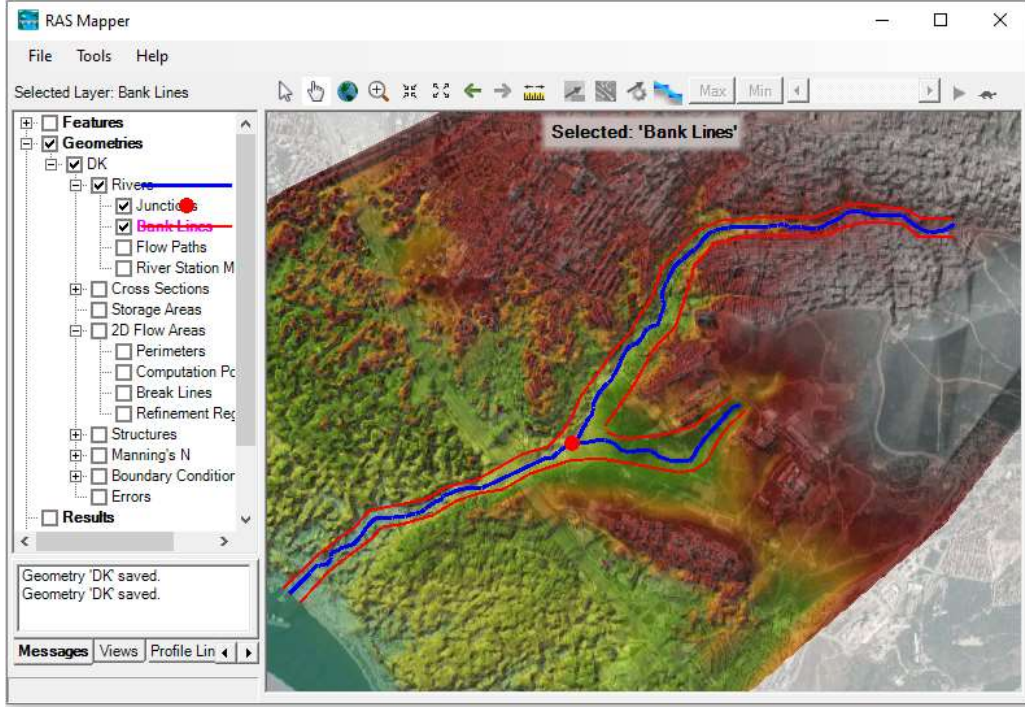 RAS Mapper
File Tools Help
Selected Layer: Bank Lines
Max Min
Features
Geometries
DK
Rivers
Junctions
Bank Lines
Flow Paths
River Station M
Cross Sections
Storage Areas
2D Flow Areas
Perimeters
Computation Po
Break Lines
Refinement Reg
Structures
Manning's N
Boundary Condition
Errors
Results
Geometry 'DK' saved.
Geometry 'DK' saved.
Messages Views Profile Lin
Selected: 'Bank Lines'